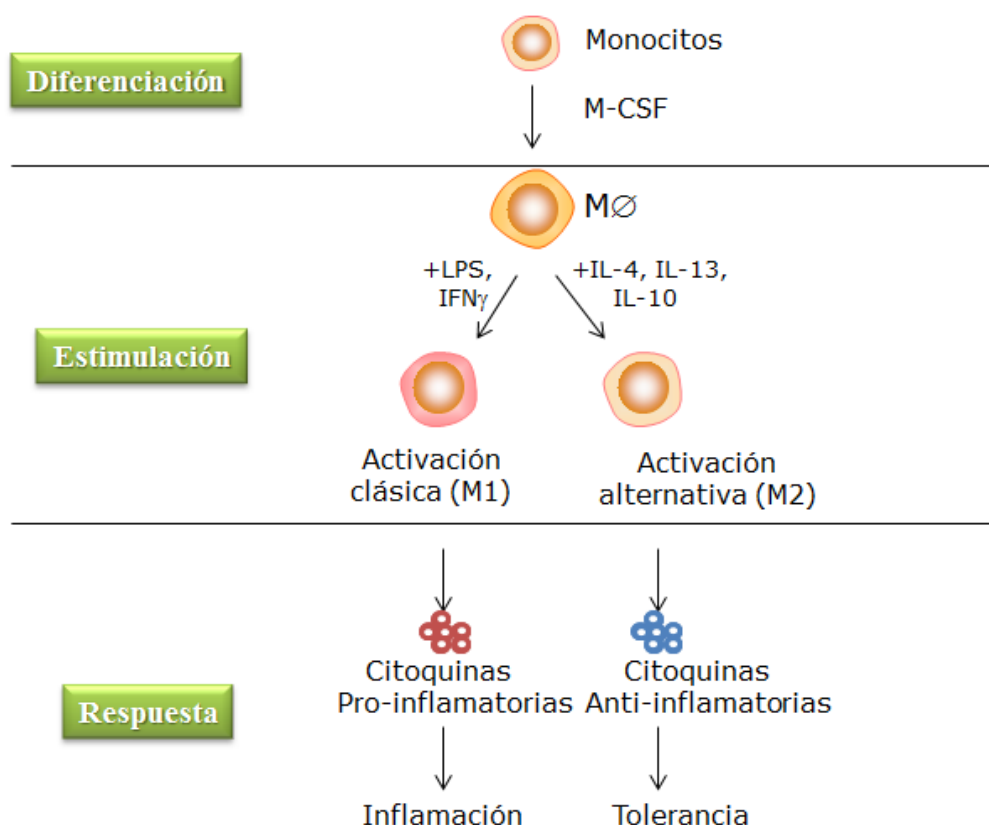 Diferenciación
Monocitos
M-CSF
M∅
+LPS,
IFNγ
+IL-4, IL-13,
IL-10
Estimulación
Activación
clásica (M1)
Activación
alternativa (M2)
Respuesta
Citoquinas
Pro-inflamatorias
Citoquinas
Anti-inflamatorias
Inflamación
Tolerancia